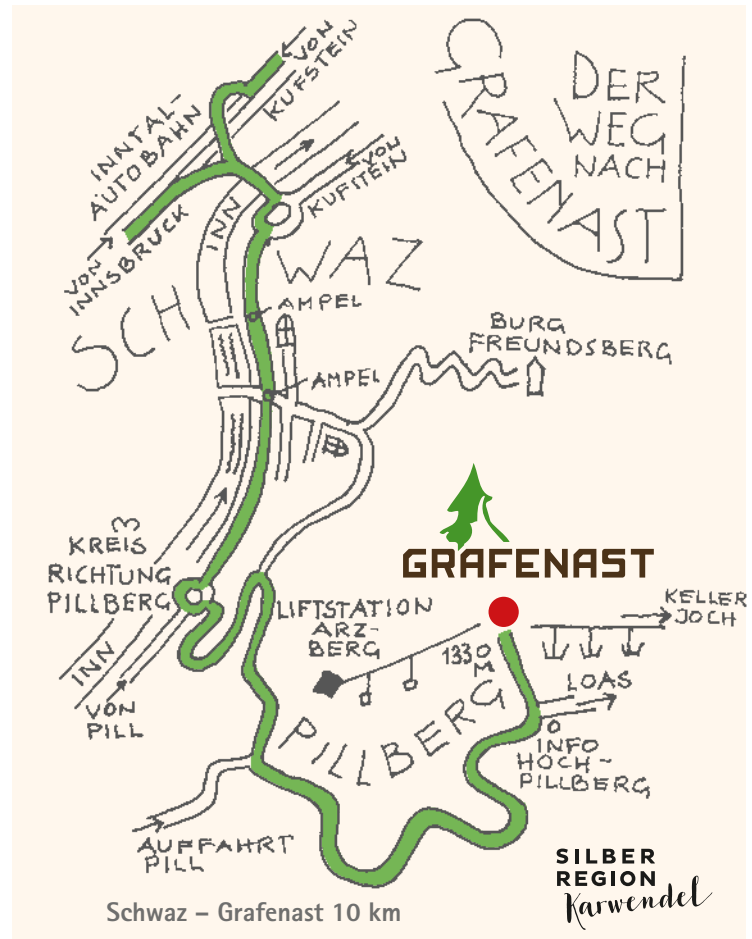 VON
KUFSTEIN
INNTAL-
AUTOBAHN
GRAFENAST
DER
WEG
NACH
VON
KUFSTEIN
INN
VON
INNSBRUCK
SCHWAZ
AMPEL
BURG
FREUNDSBERG
AMPEL
GRAFENAST
KREIS
RICHTUNG
PILLBERG
LIFTSTATION
ARZ-
BERG
KELLER
JOCH
1330
M
INN
VON
PILL
PILLBERG
LOAS
INFO
HOCH-
PILLBERG
AUFFAHRT
PILL
SILBER
REGION
Karwendel
Schwaz – Grafenast 10 km